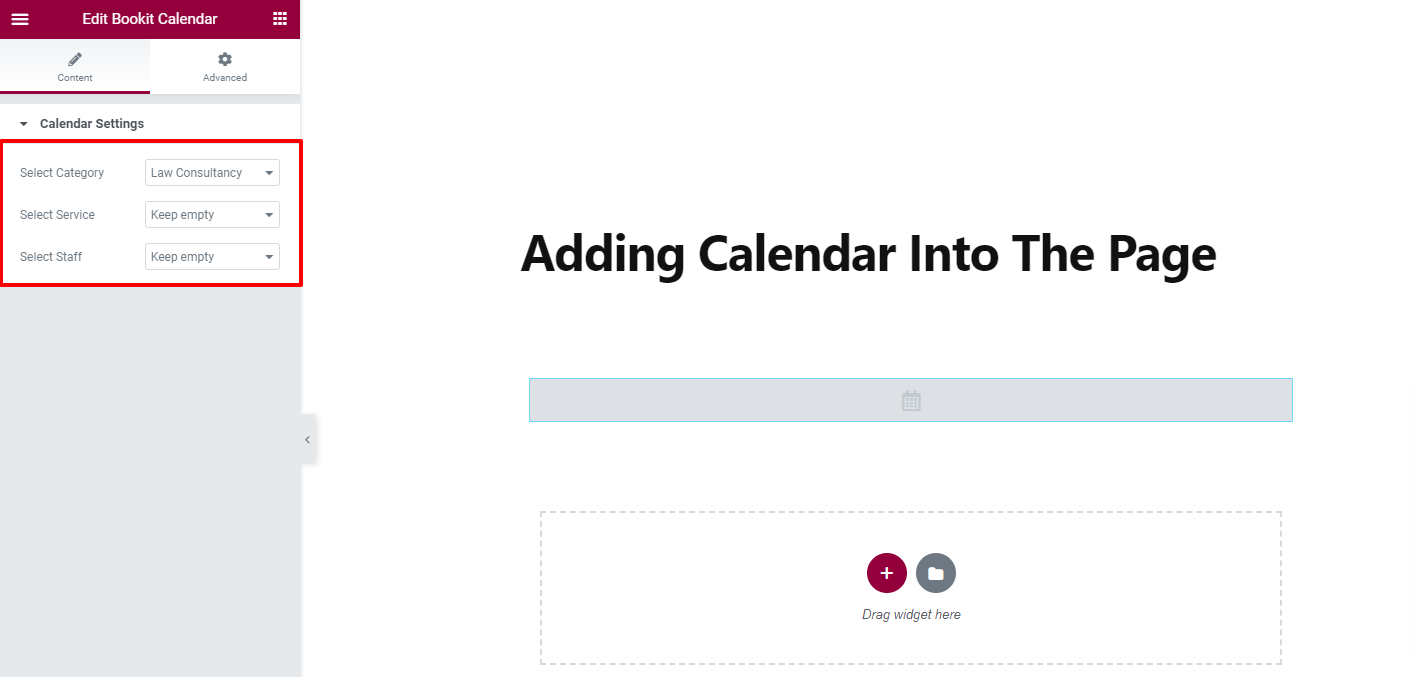 Edit Bookit Calendar
Content
Advanced
Calendar Settings
Select Category
Law Consultancy
Select Service
Keep empty
Select Staff
Keep empty
Adding Calendar Into The Page
Drag widget here